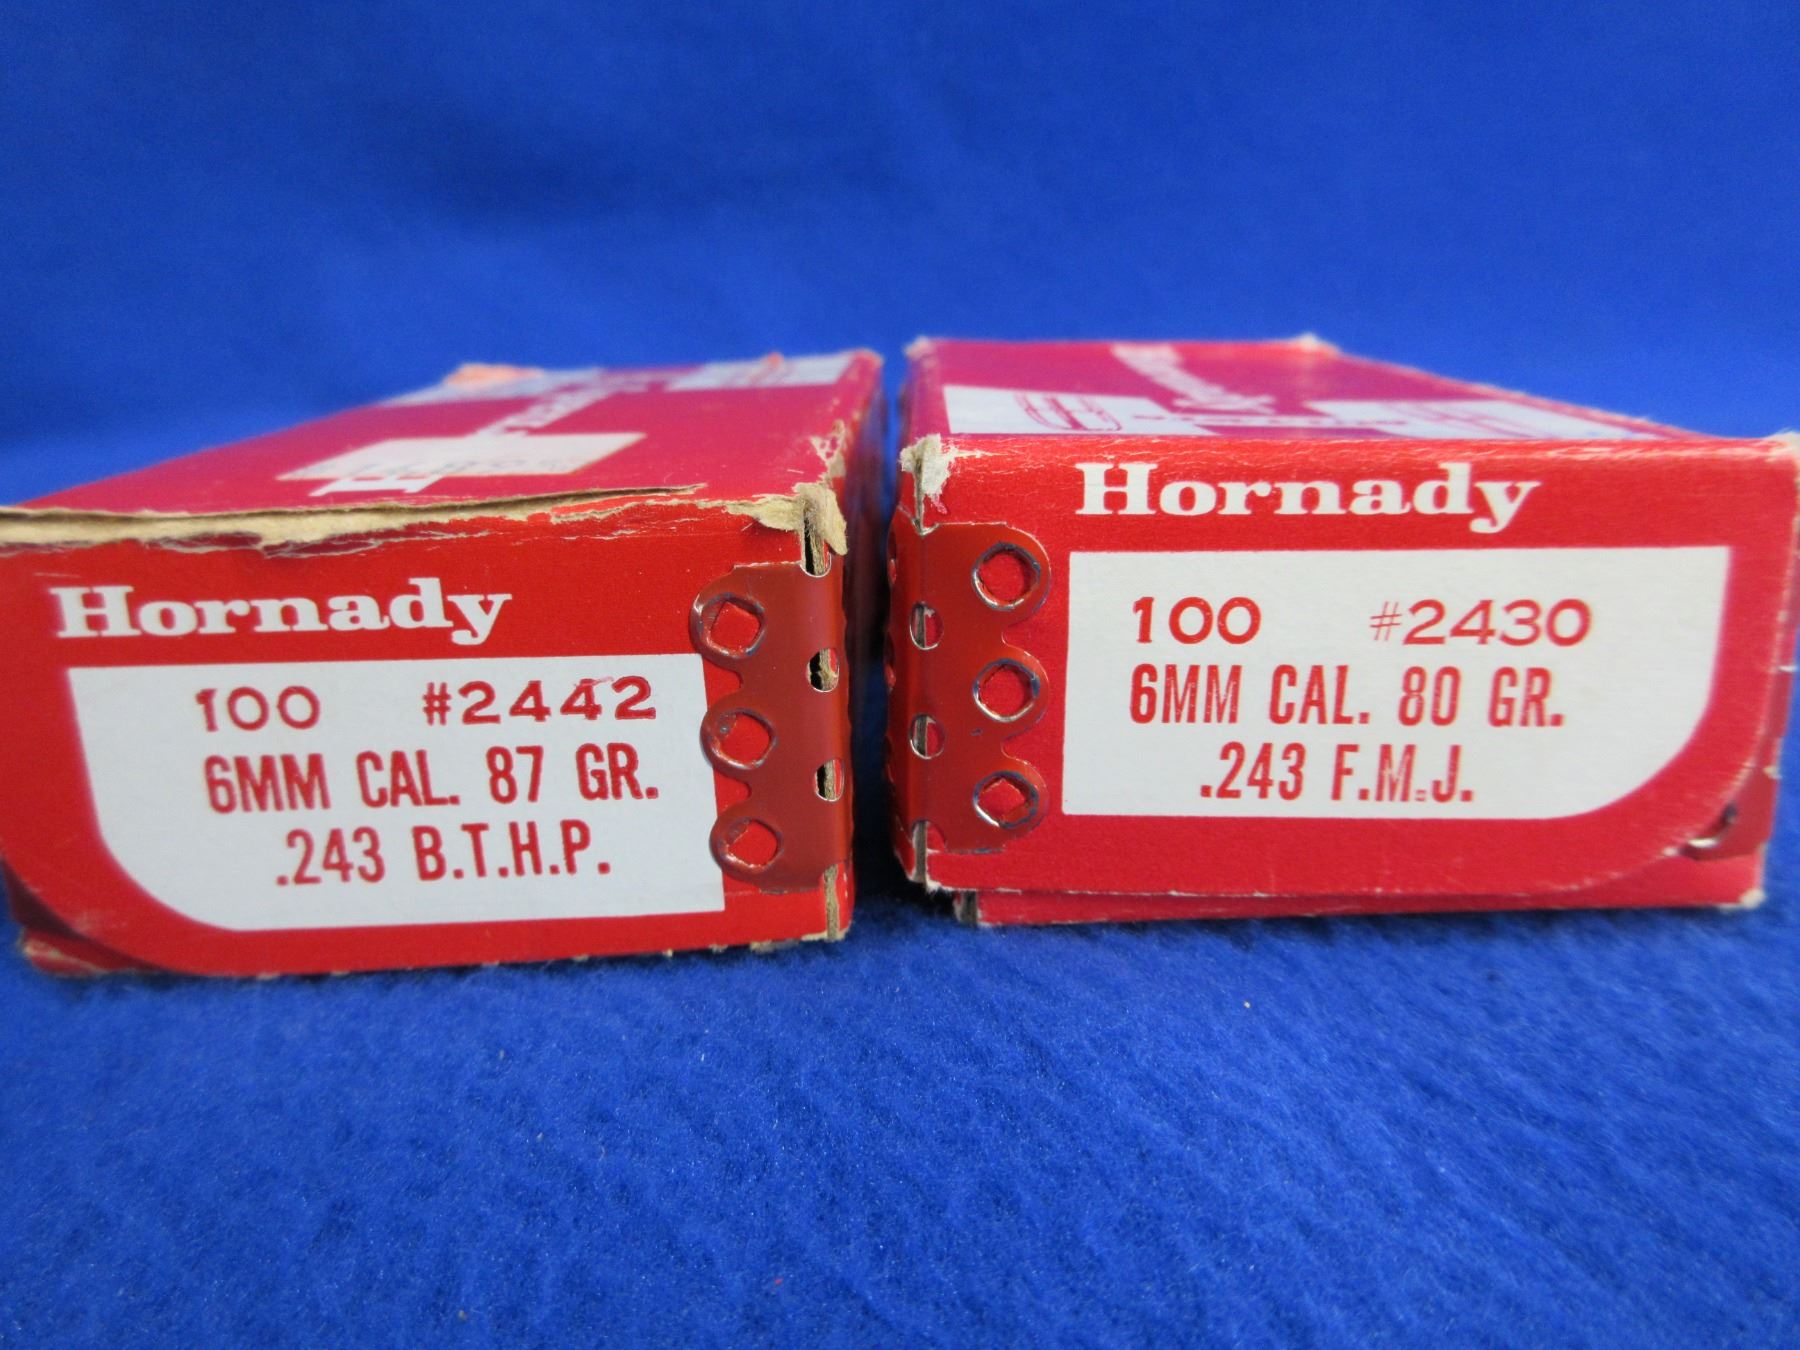 Hornady
100 #2442
6MM CAL. 87 GR.
.243 B.T.H.P.
Hornady
100 #2430
6MM CAL. 80 GR.
.243 F.M.J.